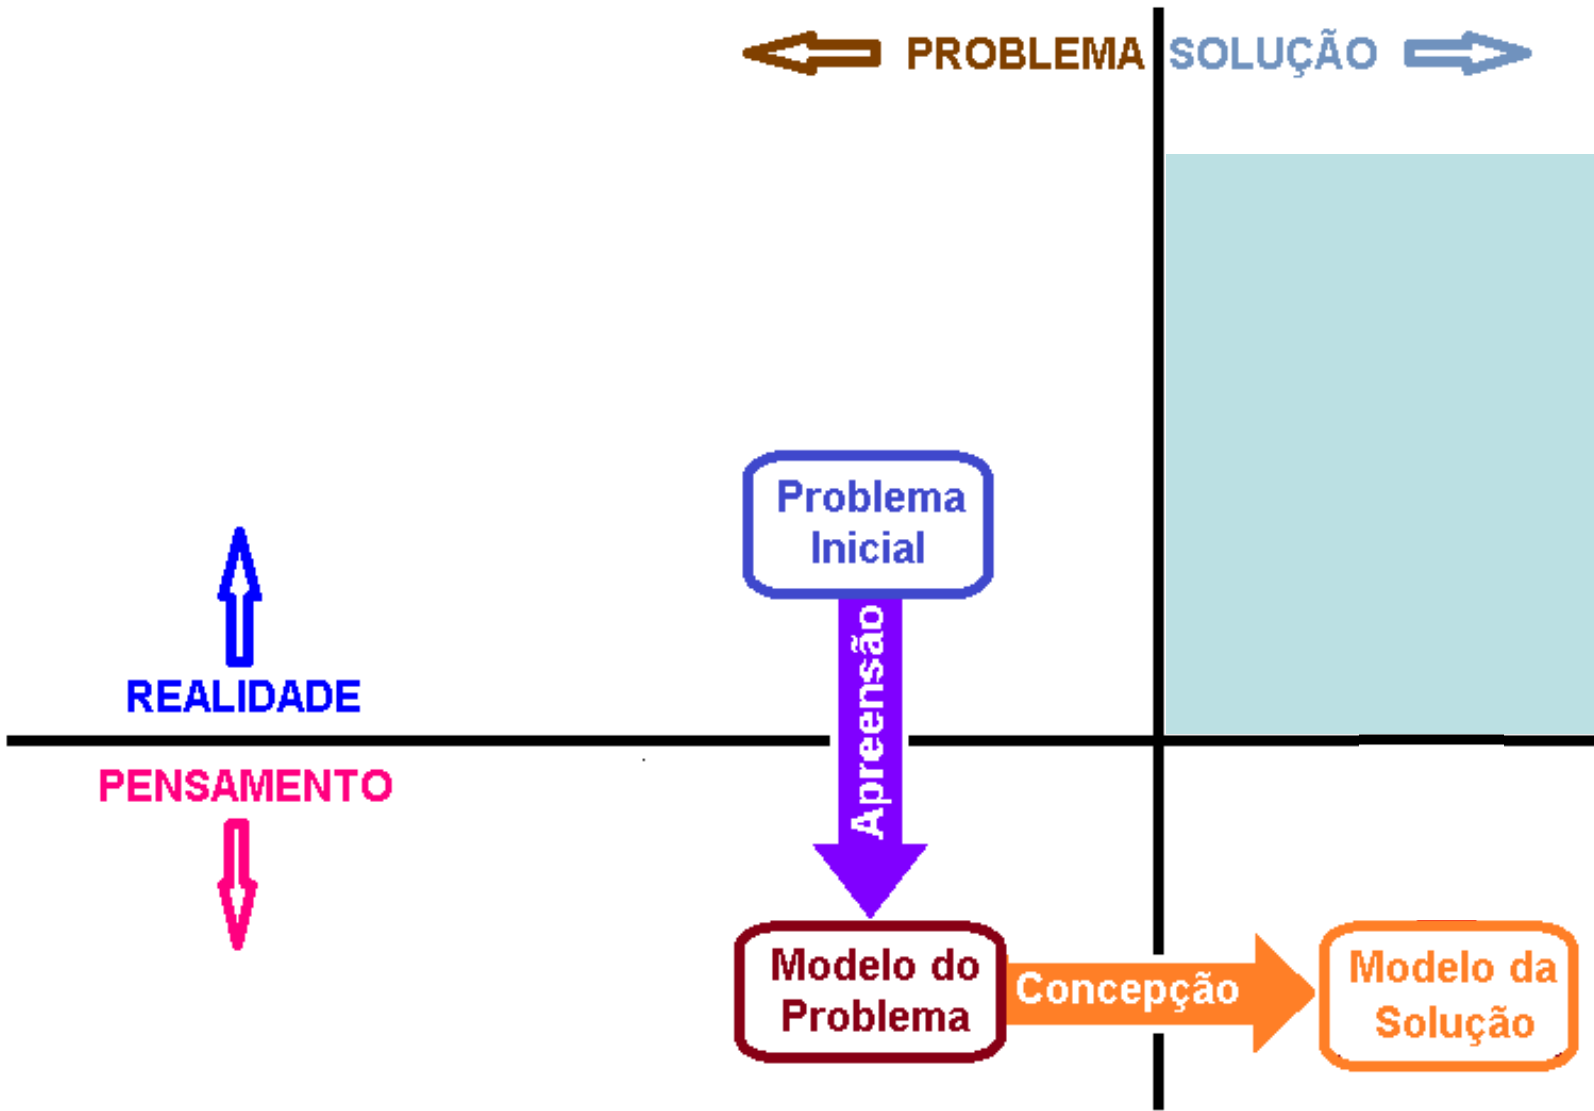 PROBLEMA SOLUÇÃO
Problema
Inicial
Apreensão
REALIDADE
PENSAMENTO
Modelo do
Problema
Concepção
Modelo da
Solução